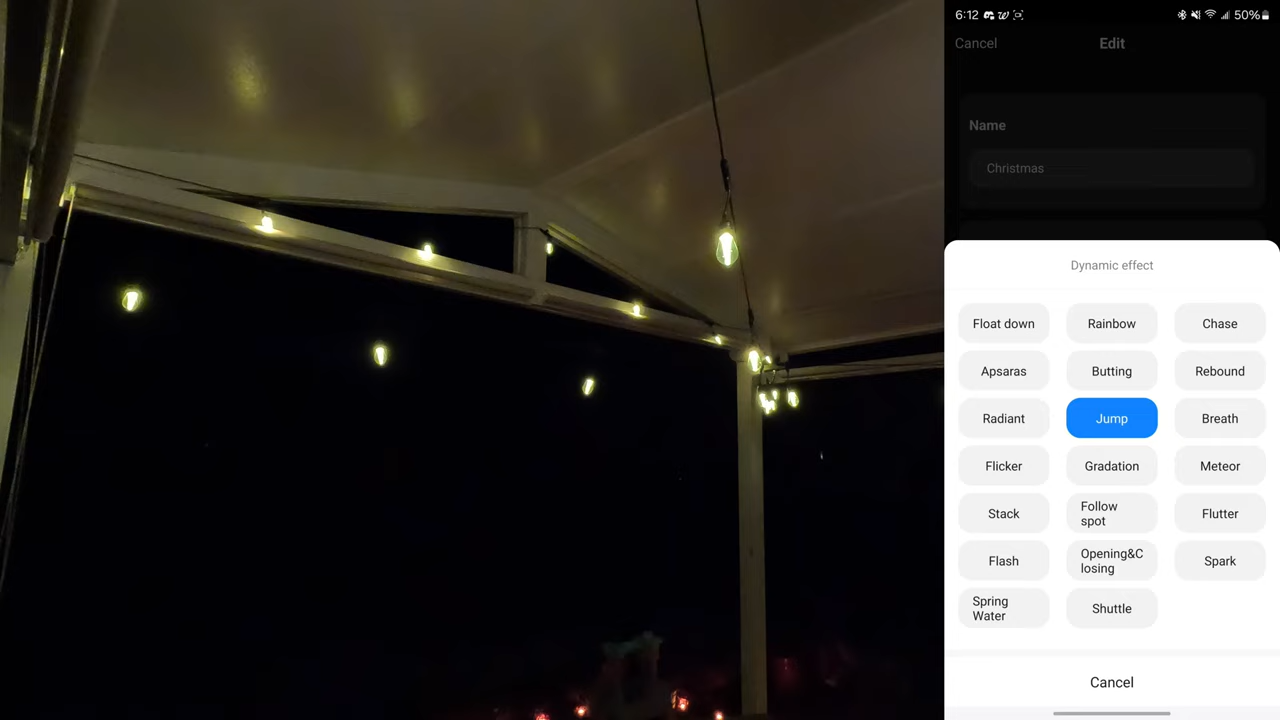 6:12
50%
Cancel
Edit
Name
Christmas
Dynamic effect
Float down
Rainbow
Chase
Apsaras
Butting
Rebound
Radiant
Jump
Breath
Flicker
Gradation
Meteor
Stack
Follow
spot
Flutter
Flash
Opening&C
losing
Spark
Spring
Water
Shuttle
Cancel